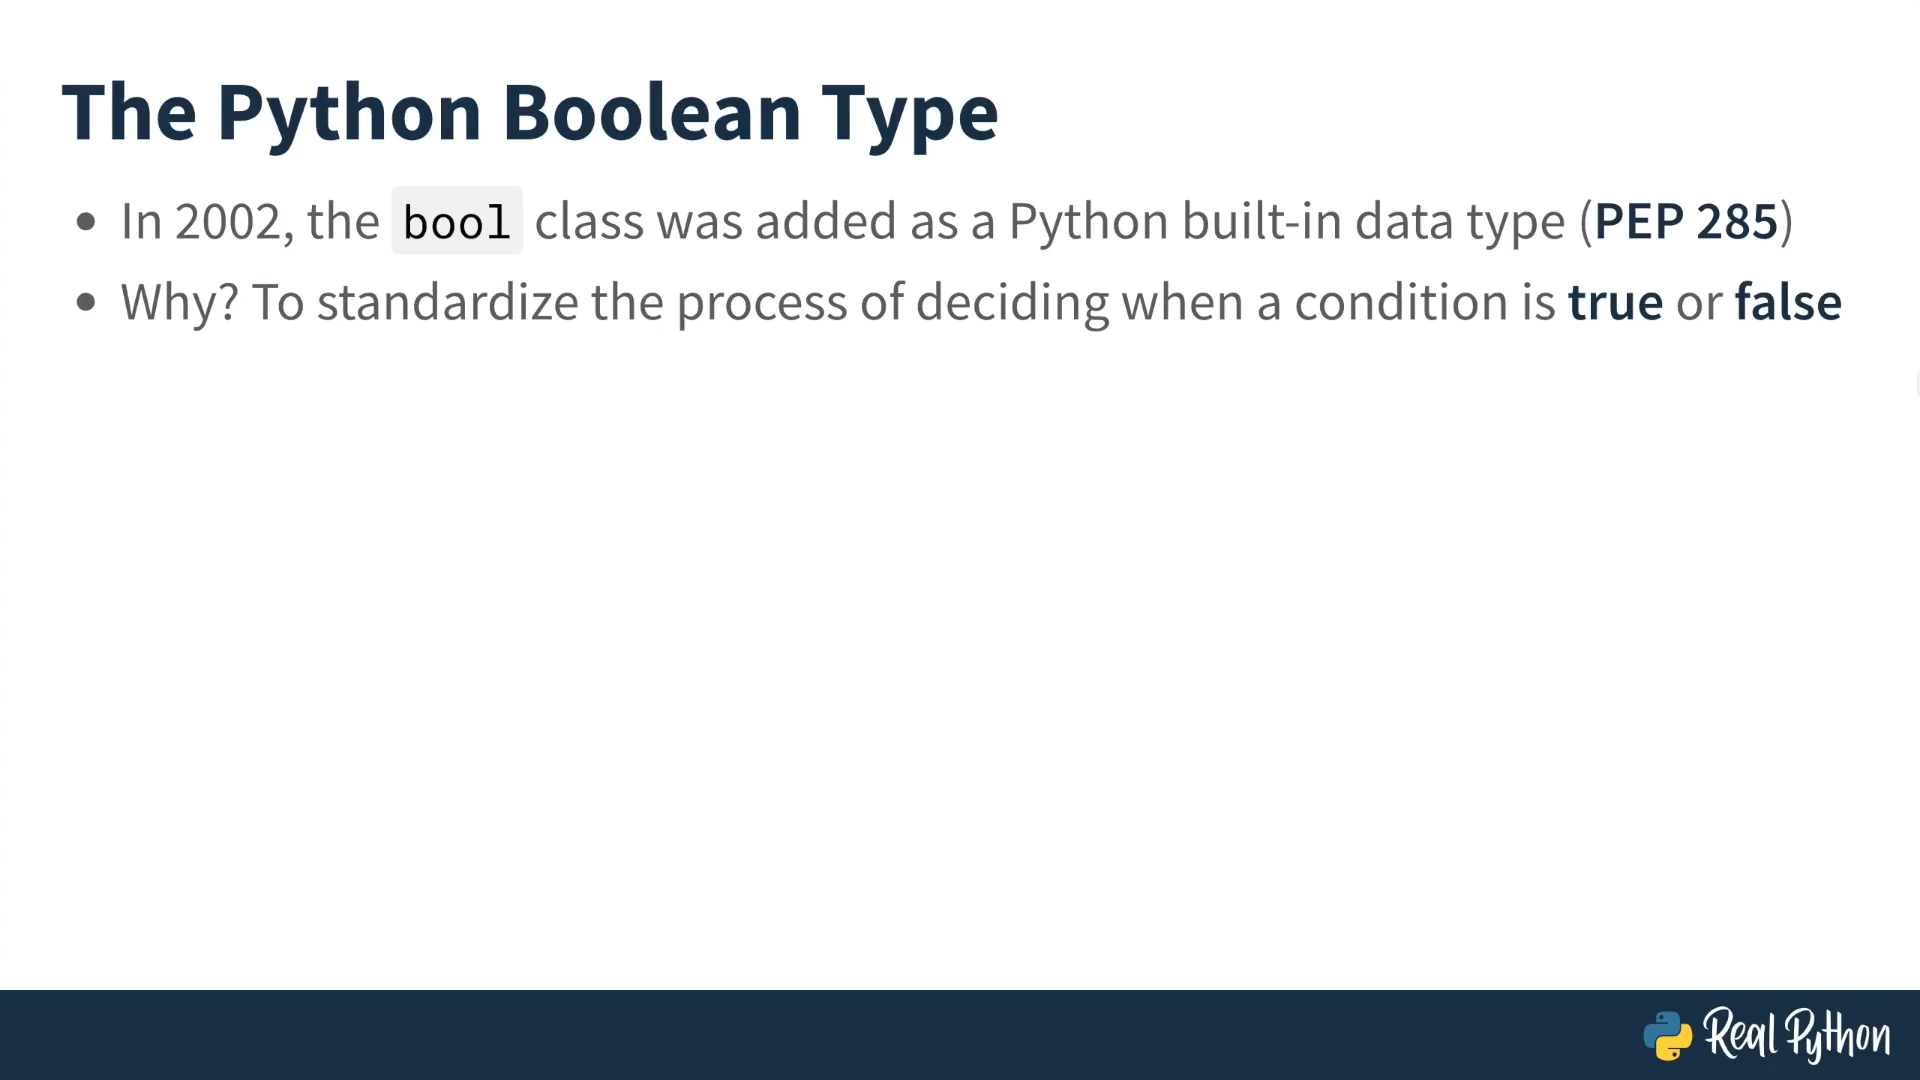 The Python Boolean Type
• In 2002, the bool class was added as a Python built-in data type (PEP 285)
• Why? To standardize the process of deciding when a condition is true or false
Real Python